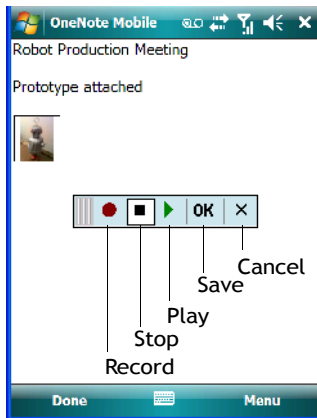 OneNote Mobile
Robot Production Meeting
Prototype attached
OK
Cancel
Save
Play
Stop
Record
Done
Menu